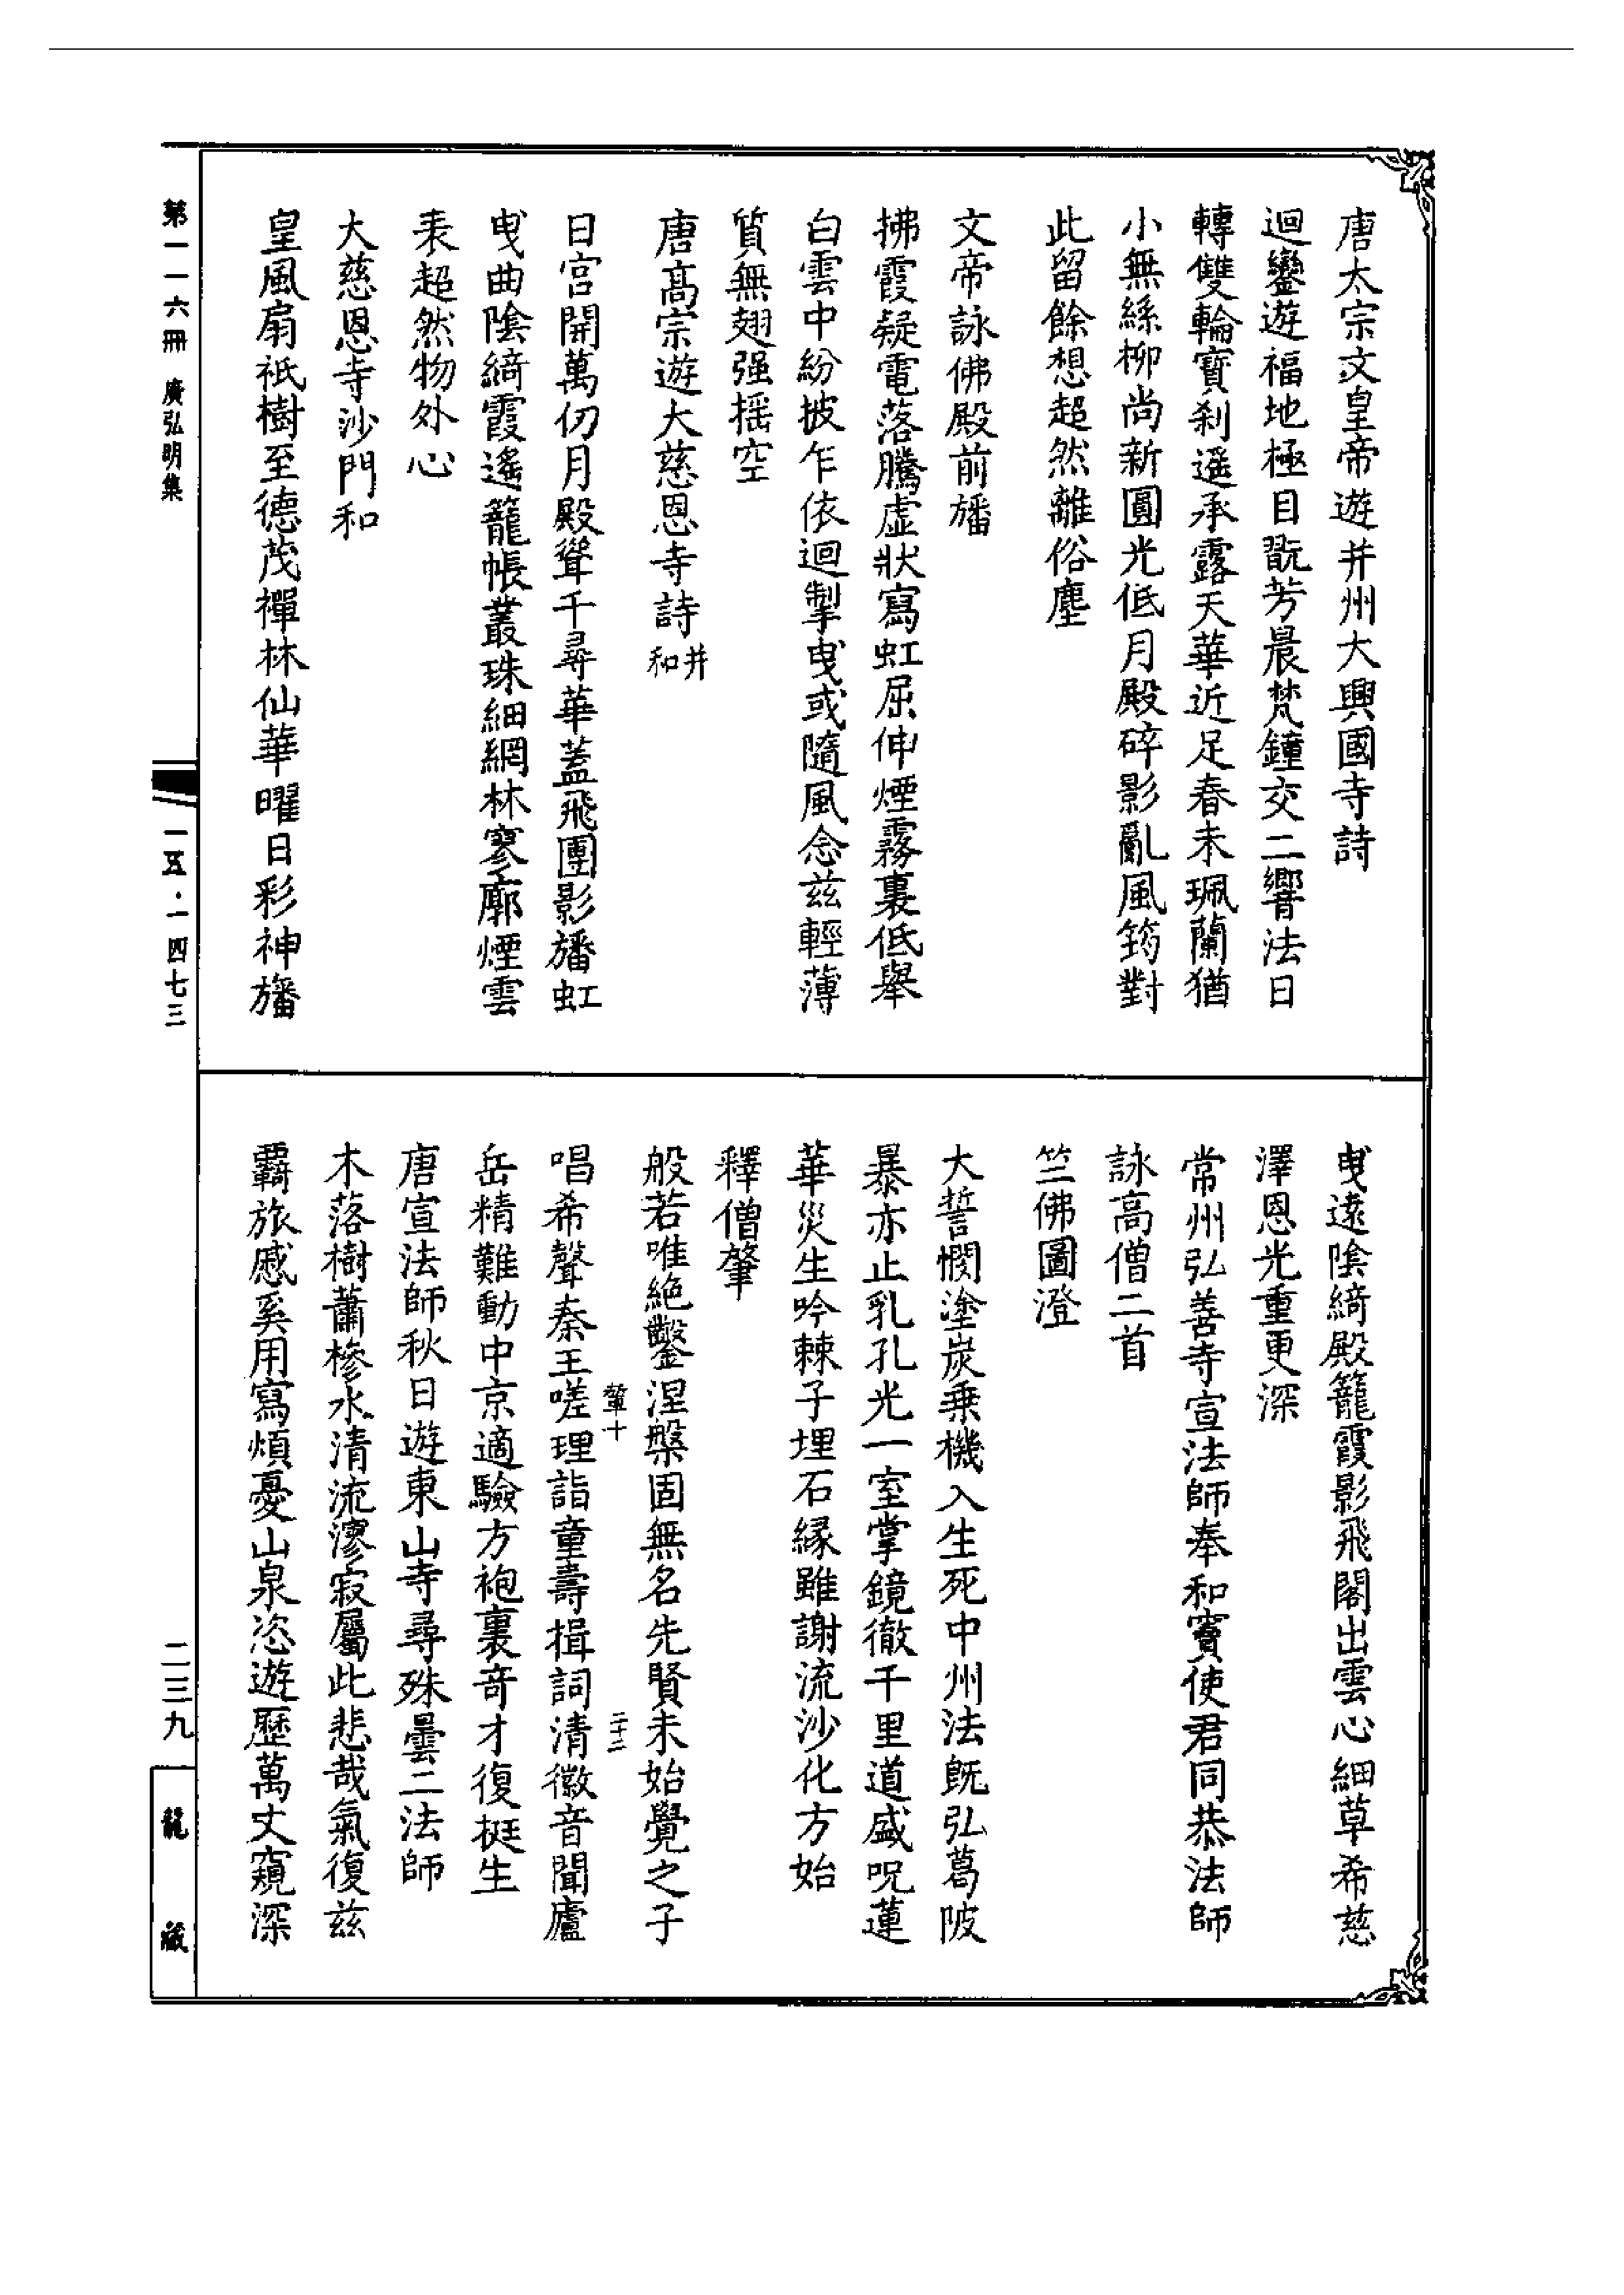 唐太宗文皇帝遊并州大興國寺詩
迴鑾遊福地極目翫芳晨梵鐘交二響法日
轉雙輪寶刹遥承露天華近足春未珮蘭猶
小無絲柳尚新圓光低月殿碎影亂風筠對
此留餘想超然離俗塵
文帝詠佛殿前旛
拂霞疑電落騰虛狀寫虹屈伸煙霧裏低舉
白雲中紛披乍依迴掣曳或隨風念兹輕薄
質無翅强揺空
唐高宗遊大慈恩寺詩并和
日宮開萬仞月殿聳千尋華蓋飛團影旛虹
曳曲陰綺霞遙籠帳叢珠細網林寥廓煙雲
表超然物外心
大慈恩寺沙門和
皇風扇祇樹至德茂禪林仙華曜日彩神旛
曳遠陰綺殿籠霞影飛閣出雲心細草希慈
澤恩光重更深
常州弘善寺宣法師奉和竇使君同恭法師
詠高僧二首
竺佛圖澄
大誓憫塗炭乗機入生死中州法既弘葛陂
暴亦止乳孔光一室掌鏡徹千里道盛呪蓮
華災生吟棘子埋石緣雖謝流沙化方始
釋僧肇
般若唯絶鑿涅槃固無名先賢未始覺之子
唱希聲秦王嗟理詣童壽揖詞清徽音聞廬
輦十 二十二
岳精難動中京適驗方袍裏奇才復挺生
唐宣法師秋日遊東山寺尋殊曇二法師
木落樹蕭槮水清流漻寂屬此悲哉氣復兹
羇旅慼奚用寫煩憂山泉恣遊歷萬丈窺深
第一一六冊 廣弘明集
一五·一四七三
二三九
龍藏